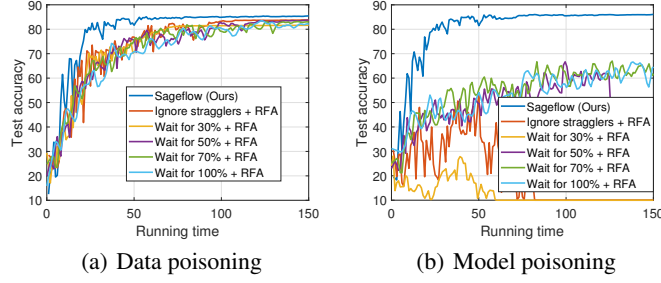 90
80
70
60
50
40
30
20
10
Test accuracy
Sageflow (Ours)
Ignore stragglers + RFA
Wait for 30% + RFA
Wait for 50% + RFA
Wait for 70% + RFA
Wait for 100% + RFA
0 50 100 150
Running time
(a) Data poisoning
90
80
70
60
50
40
30
20
10
Test accuracy
Sageflow (Ours)
Ignore stragglers + RFA
Wait for 30% + RFA
Wait for 50% + RFA
Wait for 70% + RFA
Wait for 100% + RFA
0 50 100 150
Running time
(b) Model poisoning